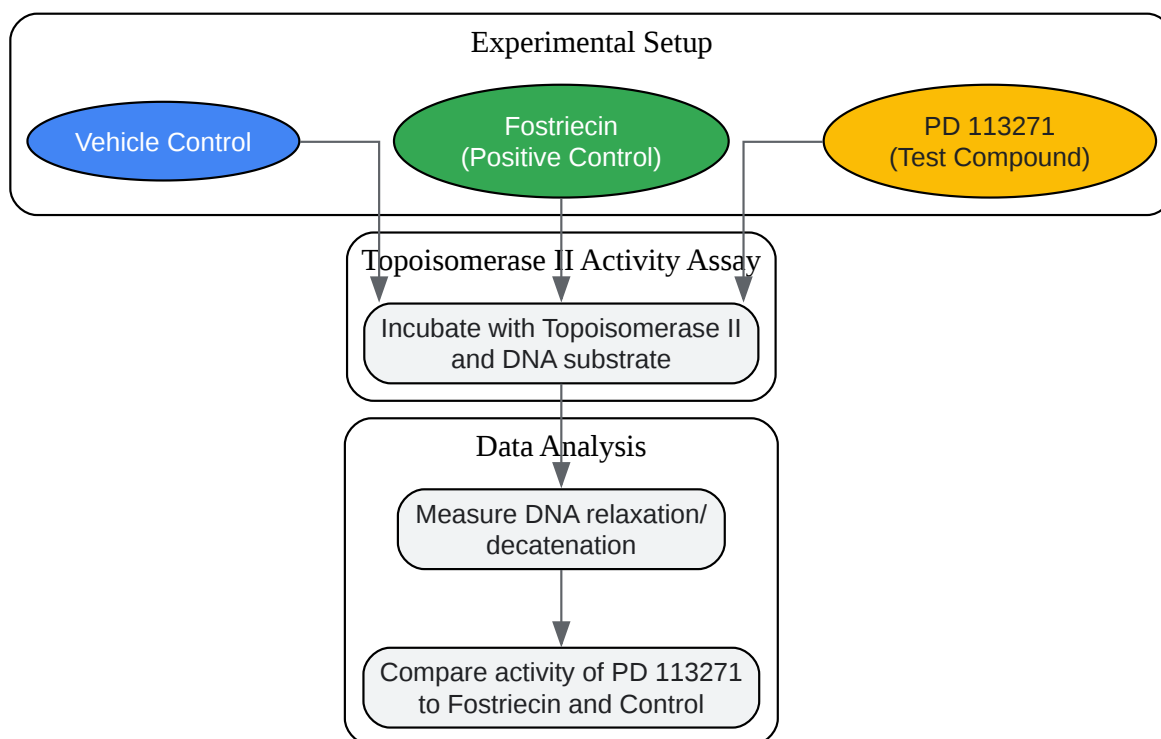 Experimental Setup
Vehicle Control
Fostriecin
(Positive Control)
PD 113271
(Test Compound)
Topoisomerase II Activity Assay
Incubate with Topoisomerase II
and DNA substrate
Data Analysis
Measure DNA relaxation/
decatenation
Compare activity of PD 113271
to Fostriecin and Control